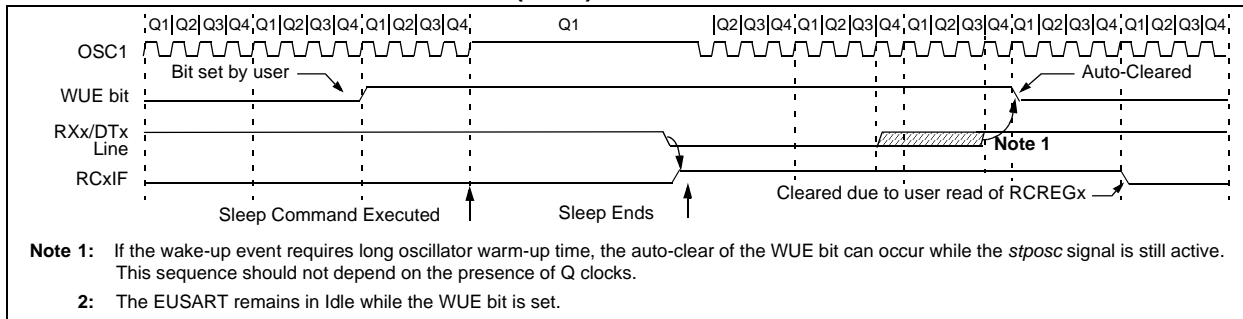 Q1 Q2 Q3 Q4 Q1 Q2 Q3 Q4 Q1 Q2 Q3 Q4 Q1 Q2 Q3 Q4 Q1 Q2 Q3 Q4 Q1 Q2 Q3 Q4 Q1 Q2 Q3 Q4 Q1 Q2 Q3 Q4
OSC1
Bit set by user
Auto-Cleared
WUE bit
RXx/DTx
Line
Note 1
RCxIF
Cleared due to user read of RCREGx
Sleep Command Executed
Sleep Ends
Note 1: If the wake-up event requires long oscillator warm-up time, the auto-clear of the WUE bit can occur while the stposc signal is still active.
This sequence should not depend on the presence of Q clocks.
2: The EUSART remains in Idle while the WUE bit is set.